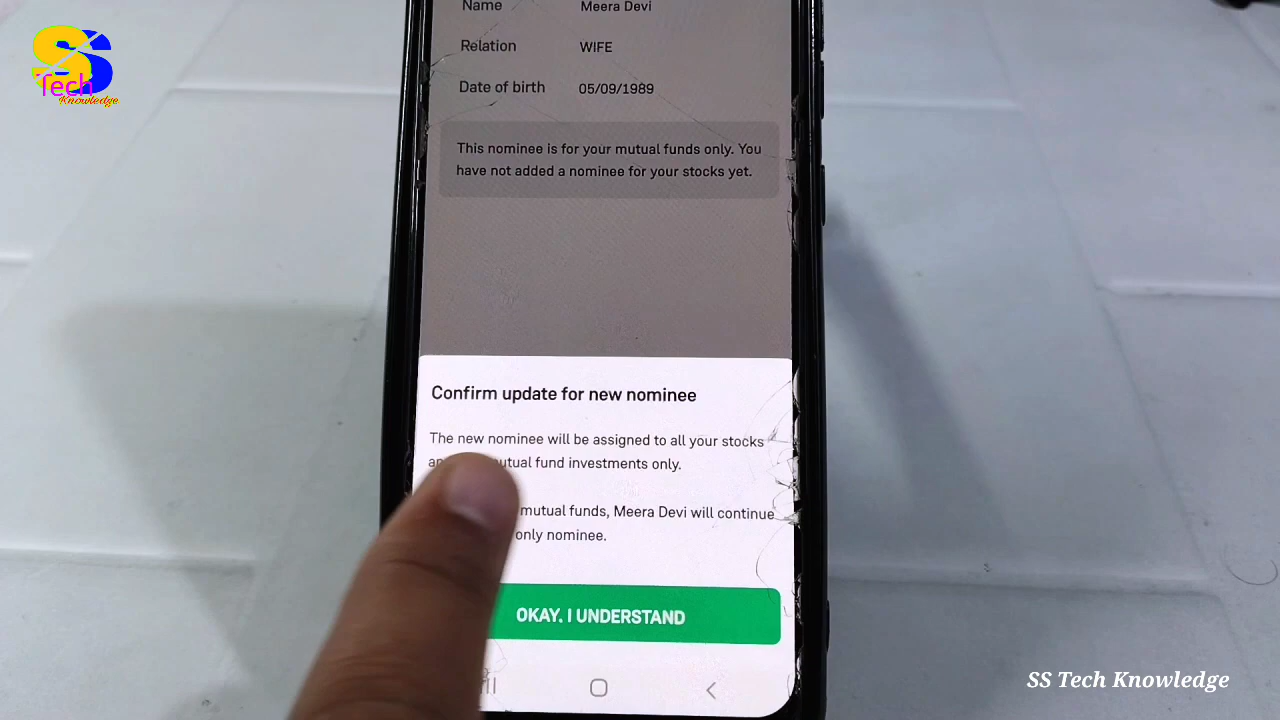 SS
Tech
Knowledge
Name Meera Devi
Relation WIFE
Date of birth 05/09/1989
This nominee is for your mutual funds only. You
have not added a nominee for your stocks yet.
Confirm update for new nominee
The new nominee will be assigned to all your stocks
mutual fund investments only.
mutual funds, Meera Devi will continue
only nominee.
OKAY, I UNDERSTAND
SS Tech Knowledge